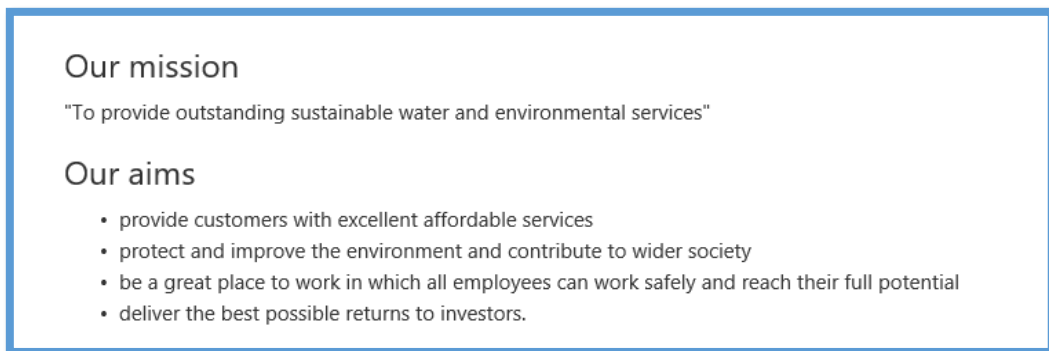 Our mission
"To provide outstanding sustainable water and environmental services"
Our aims
• provide customers with excellent affordable services
• protect and improve the environment and contribute to wider society
• be a great place to work in which all employees can work safely and reach their full potential
• deliver the best possible returns to investors.